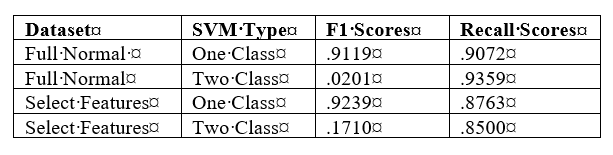 Dataset¤ SVM·Type¤ F1·Scores¤ Recall·Scores¤
Full·Normal·¤ One·Class¤ .9119¤ .9072¤
Full·Normal¤ Two·Class¤ .0201¤ .9359¤
Select·Features¤ One·Class¤ .9239¤ .8763¤
Select·Features¤ Two·Class¤ .1710¤ .8500¤